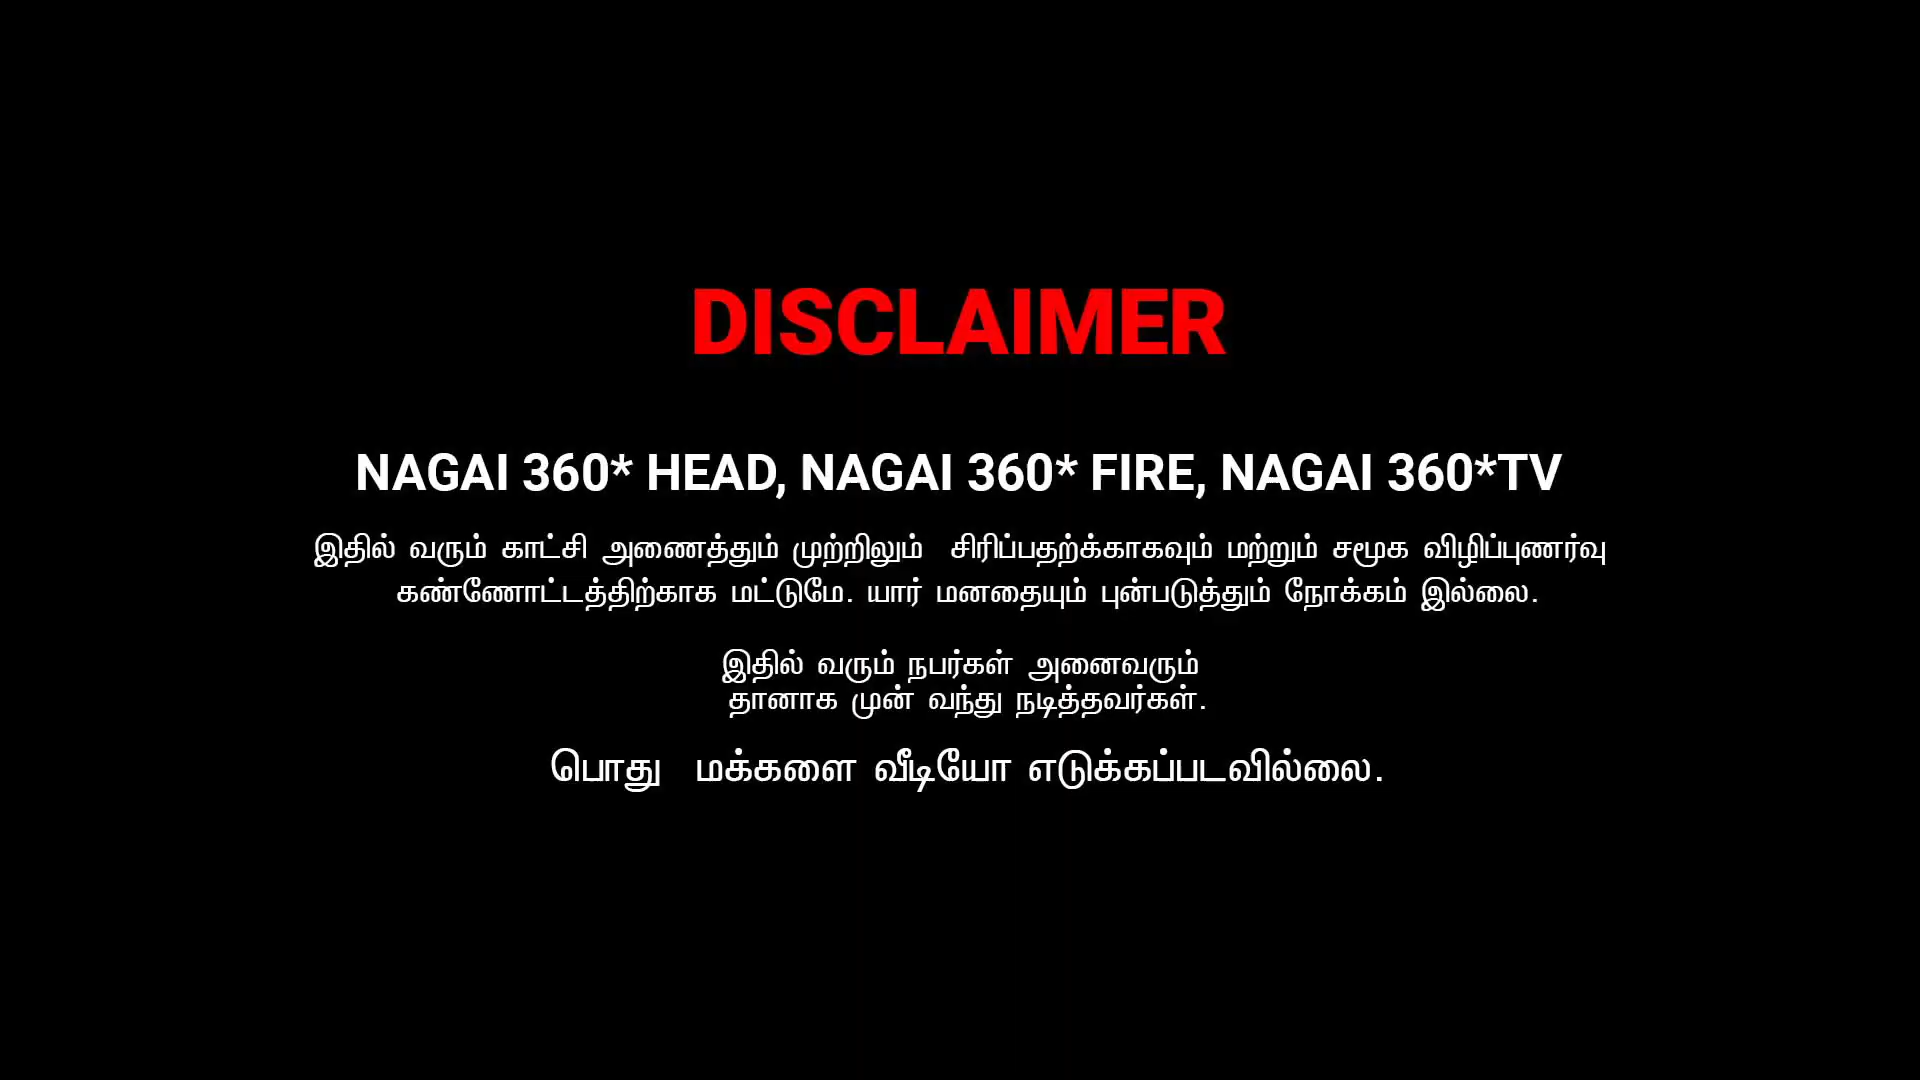 DISCLAIMER
NAGAI 360* HEAD, NAGAI 360* FIRE, NAGAI 360*TV
இதில் வரும் காட்சி அணைத்தும் முற்றிலும் சிரிப்பதற்க்காகவும் மற்றும் சமூக விழிப்புணர்வு
கண்ணோட்டத்திற்காக மட்டுமே. யார் மனதையும் புன்படுத்தும் நோக்கம் இல்லை.
இதில் வரும் நபர்கள் அனைவரும்
தானாக முன் வந்து நடித்தவர்கள்.
பொது மக்களை வீடியோ எடுக்கப்படவில்லை.